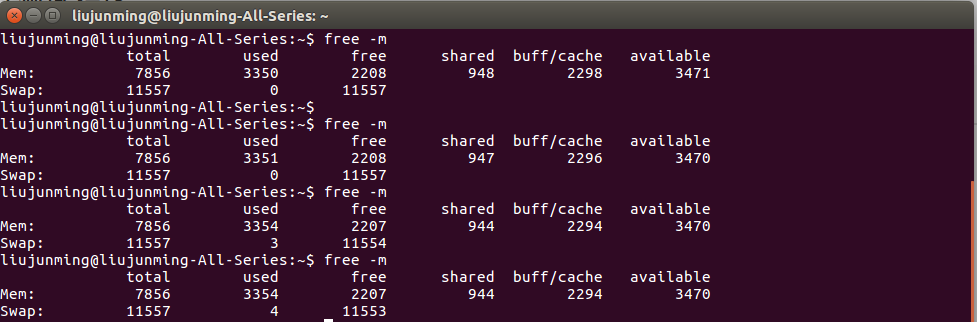 liujunming@liujunming-All-Series: ~
liujunming@liujunming-All-Series:~$ free -m
              total        used        free      shared  buff/cache   available
Mem:           7856        3350        2208         948        2298        3471
Swap:         11557           0       11557
liujunming@liujunming-All-Series:~$
liujunming@liujunming-All-Series:~$ free -m
              total        used        free      shared  buff/cache   available
Mem:           7856        3351        2208         947        2296        3470
Swap:         11557           0       11557
liujunming@liujunming-All-Series:~$ free -m
              total        used        free      shared  buff/cache   available
Mem:           7856        3354        2207         944        2294        3470
Swap:         11557           3       11554
liujunming@liujunming-All-Series:~$ free -m
              total        used        free      shared  buff/cache   available
Mem:           7856        3354        2207         944        2294        3470
Swap:         11557           4       11553